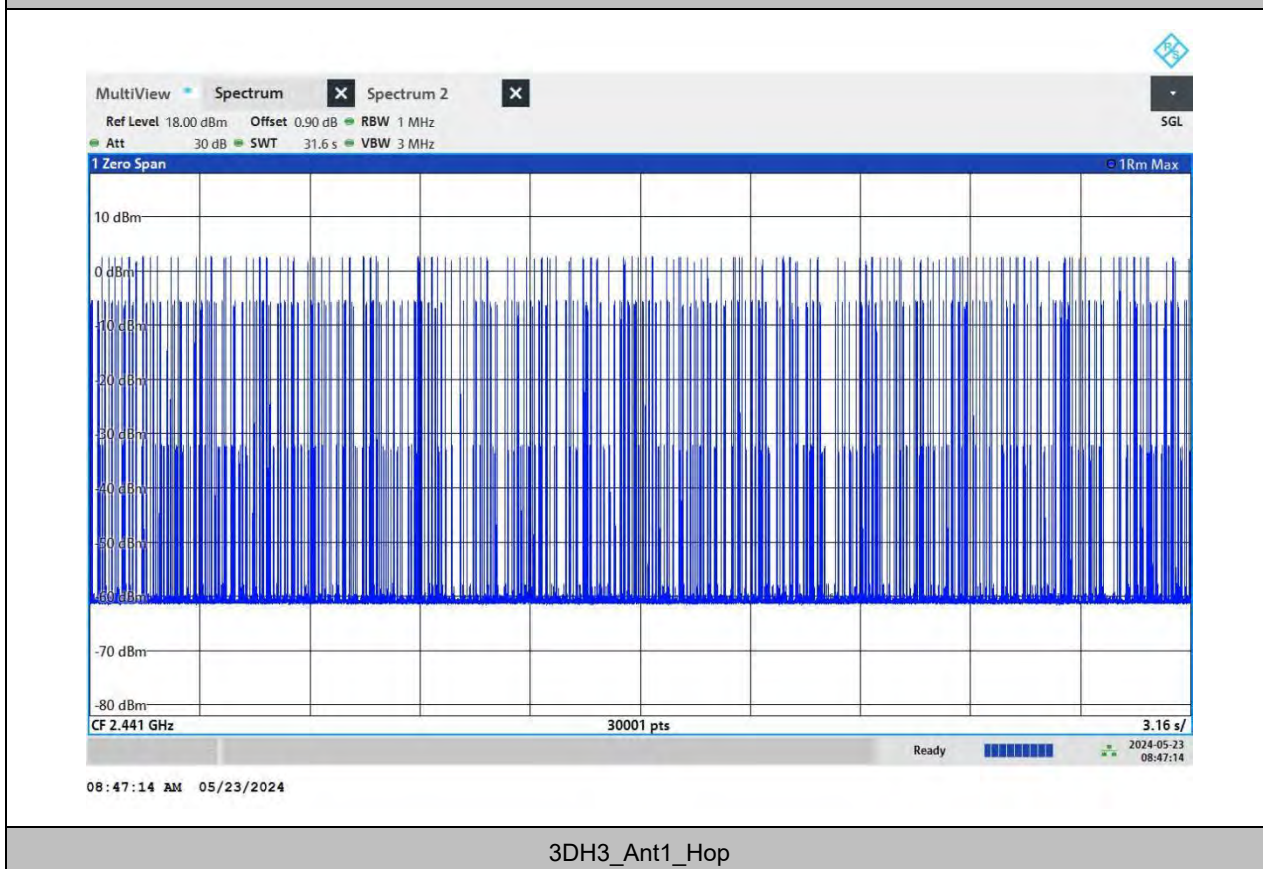 R S
MultiView Spectrum X Spectrum 2 X
Ref Level 18.00 dBm Offset 0.90 dB RBW 1 MHz SGL
Att 30 dB SWT 31.6 s VBW 3 MHz
1 Zero Span 1Rm Max
10 dBm
0 dBm
-10 dBm
-20 dBm
-30 dBm
-40 dBm
-50 dBm
-60 dBm
-70 dBm
-80 dBm
CF 2.441 GHz 30001 pts 3.16 s/
Ready 2024-05-23
08:47:14
08:47:14 AM 05/23/2024
3DH3_Ant1_Hop